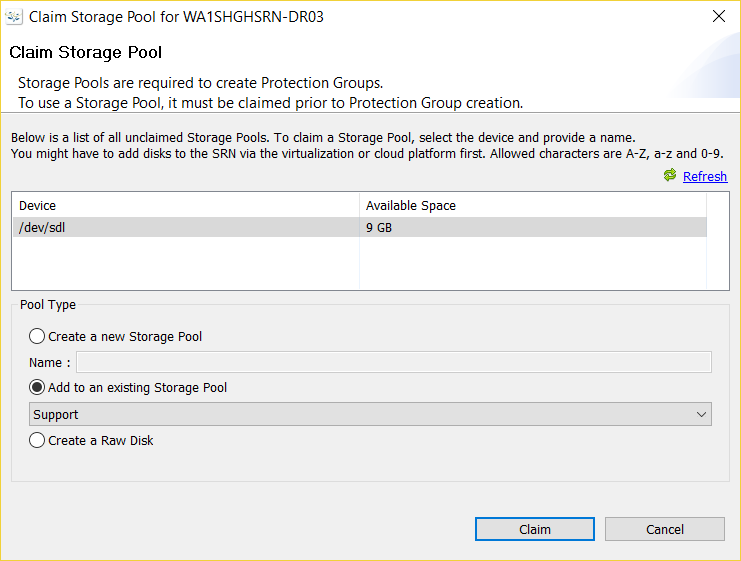 Claim Storage Pool for WA1SHGHSRN-DR03
Claim Storage Pool
Storage Pools are required to create Protection Groups.
To use a Storage Pool, it must be claimed prior to Protection Group creation.
Below is a list of all unclaimed Storage Pools. To claim a Storage Pool, select the device and provide a name.
You might have to add disks to the SRN via the virtualization or cloud platform first. Allowed characters are A-Z, a-z and 0-9.
Refresh
Device Available Space
/dev/sdl 9 GB
Pool Type
Create a new Storage Pool
Name :
Add to an existing Storage Pool
Support
Create a Raw Disk
Claim Cancel